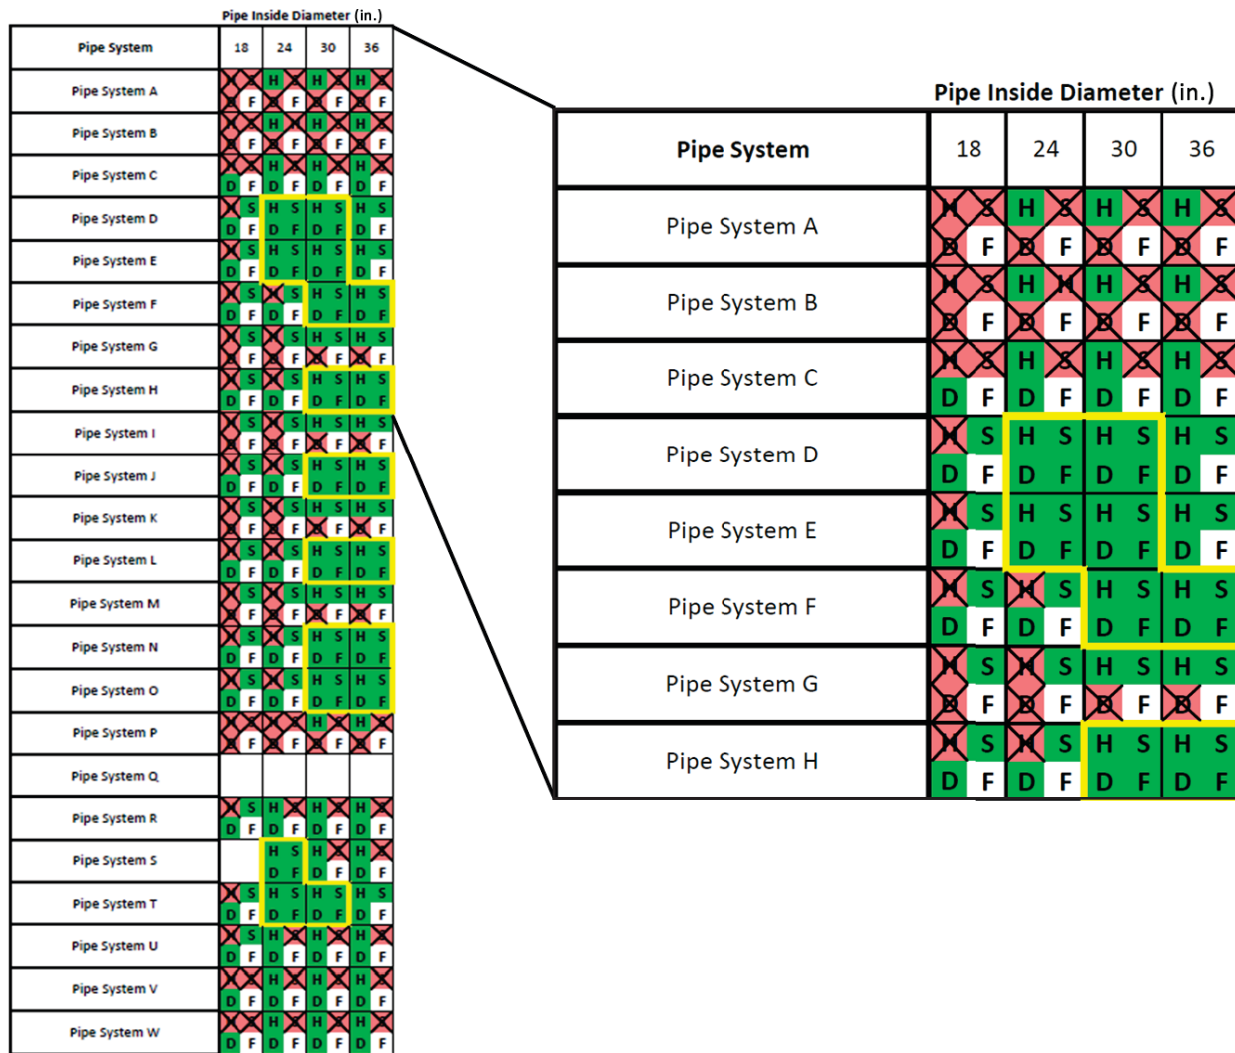 Pipe Inside Diameter (in.)
Pipe System 18 24 30 36
Pipe System A
H S H S H S H S
D F D F D F D F
Pipe System B
H S H H H S H S
D F D F D F D F
Pipe System C
H S H S H S H S
D F D F D F D F
Pipe System D
H S H S H S H S
D F D F D F D F
Pipe System E
H S H S H S H S
D F D F D F D F
Pipe System F
H S H S H S H S
D F D F D F D F
Pipe System G
H S H S H S H S
D F D F D F D F
Pipe System H
H S H S H S H S
D F D F D F D F
Pipe System I
H S H S H S H S
D F D F D F D F
Pipe System J
H S H S H S H S
D F D F D F D F
Pipe System K
H S H S H S H S
D F D F D F D F
Pipe System L
H S H S H S H S
D F D F D F D F
Pipe System M
H S H S H S H S
D F D F D F D F
Pipe System N
H S H S H S H S
D F D F D F D F
Pipe System O
H S H S H S H S
D F D F D F D F
Pipe System P
H S H S H S H S
D F D F D F D F
Pipe System Q
Pipe System R
H S H S H S H S
D F D F D F D F
Pipe System S
H S H S H S
D F D F D F
Pipe System T
H S H S H S H S
D F D F D F D F
Pipe System U
H S H S H S H S
D F D F D F D F
Pipe System V
H S H S H S H S
D F D F D F D F
Pipe System W
H S H S H S H S
D F D F D F D F
Pipe Inside Diameter (in.)
Pipe System 18 24 30 36
Pipe System A
H S H S H S H S
D F D F D F D F
Pipe System B
H S H H H S H S
D F D F D F D F
Pipe System C
H S H S H S H S
D F D F D F D F
Pipe System D
H S H S H S H S
D F D F D F D F
Pipe System E
H S H S H S H S
D F D F D F D F
Pipe System F
H S H S H S H S
D F D F D F D F
Pipe System G
H S H S H S H S
D F D F D F D F
Pipe System H
H S H S H S H S
D F D F D F D F